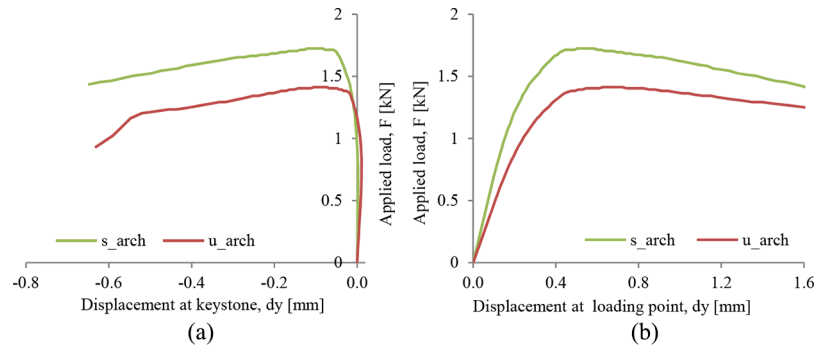 2
1.5
1
0.5
0
Applied load, F [kN]
s_arch
u_arch
-0.8
-0.6
-0.4
-0.2
0.0
Displacement at keystone, dy [mm]
(a)
2
1.5
1
0.5
0
Applied load, F [kN]
s_arch
u_arch
0.0
0.4
0.8
1.2
1.6
Displacement at loading point, dy [mm]
(b)